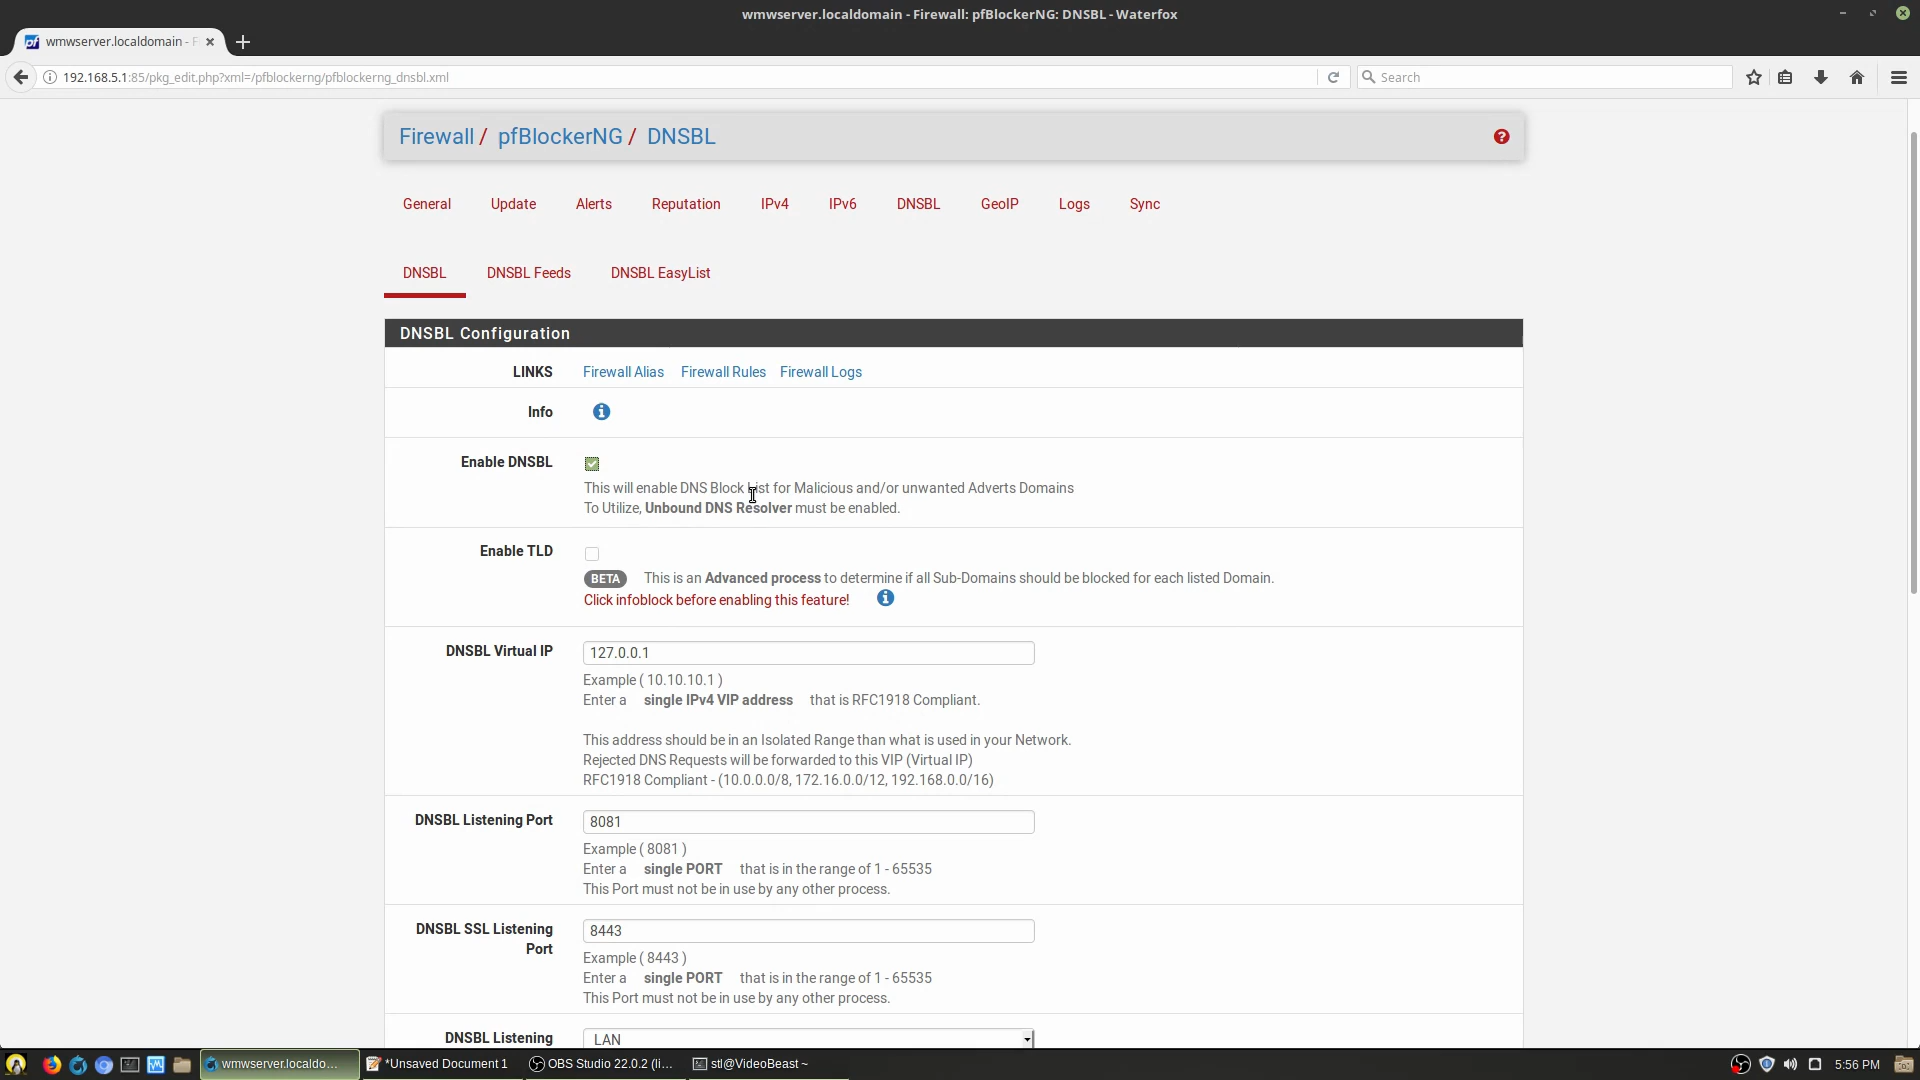 wmwserver.localdomain - Firewall: pfBlockerNG: DNSBL - Waterfox
wmwserver.localdomain - F
192.168.5.1:85/pkg_edit.php?xml=/pfblockerng/pfblockerng_dnsbl.xml
Search
Firewall / pfBlockerNG / DNSBL
General Update Alerts Reputation IPv4 IPv6 DNSBL GeoIP Logs Sync
DNSBL DNSBL Feeds DNSBL EasyList
DNSBL Configuration
LINKS Firewall Alias Firewall Rules Firewall Logs
Info
Enable DNSBL
This will enable DNS Block List for Malicious and/or unwanted Adverts Domains
To Utilize, Unbound DNS Resolver must be enabled.
Enable TLD
BETA This is an Advanced process to determine if all Sub-Domains should be blocked for each listed Domain.
Click infoblock before enabling this feature!
DNSBL Virtual IP 127.0.0.1
Example ( 10.10.10.1 )
Enter a single IPv4 VIP address that is RFC1918 Compliant.
This address should be in an Isolated Range than what is used in your Network.
Rejected DNS Requests will be forwarded to this VIP (Virtual IP)
RFC1918 Compliant - (10.0.0.0/8, 172.16.0.0/12, 192.168.0.0/16)
DNSBL Listening Port 8081
Example ( 8081 )
Enter a single PORT that is in the range of 1 - 65535
This Port must not be in use by any other process.
DNSBL SSL Listening 8443
Port
Example ( 8443 )
Enter a single PORT that is in the range of 1 - 65535
This Port must not be in use by any other process.
DNSBL Listening LAN
wmwserver.localdo... *Unsaved Document 1 OBS Studio 22.0.2 (li... stl@VideoBeast ~ 5:56 PM